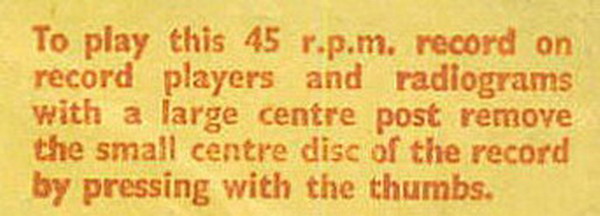 To play this 45 r.p.m. record on
record players and radiograms
with a large centre post remove
the small centre disc of the record
by pressing with the thumbs.